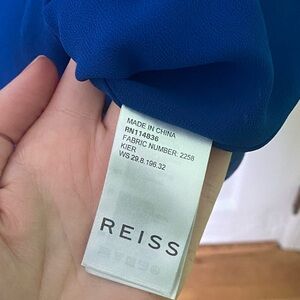 MADE IN CHINA
RN114836
FABRIC NUMBER: 2258
KIER
WS 29.8.196.32
REISS